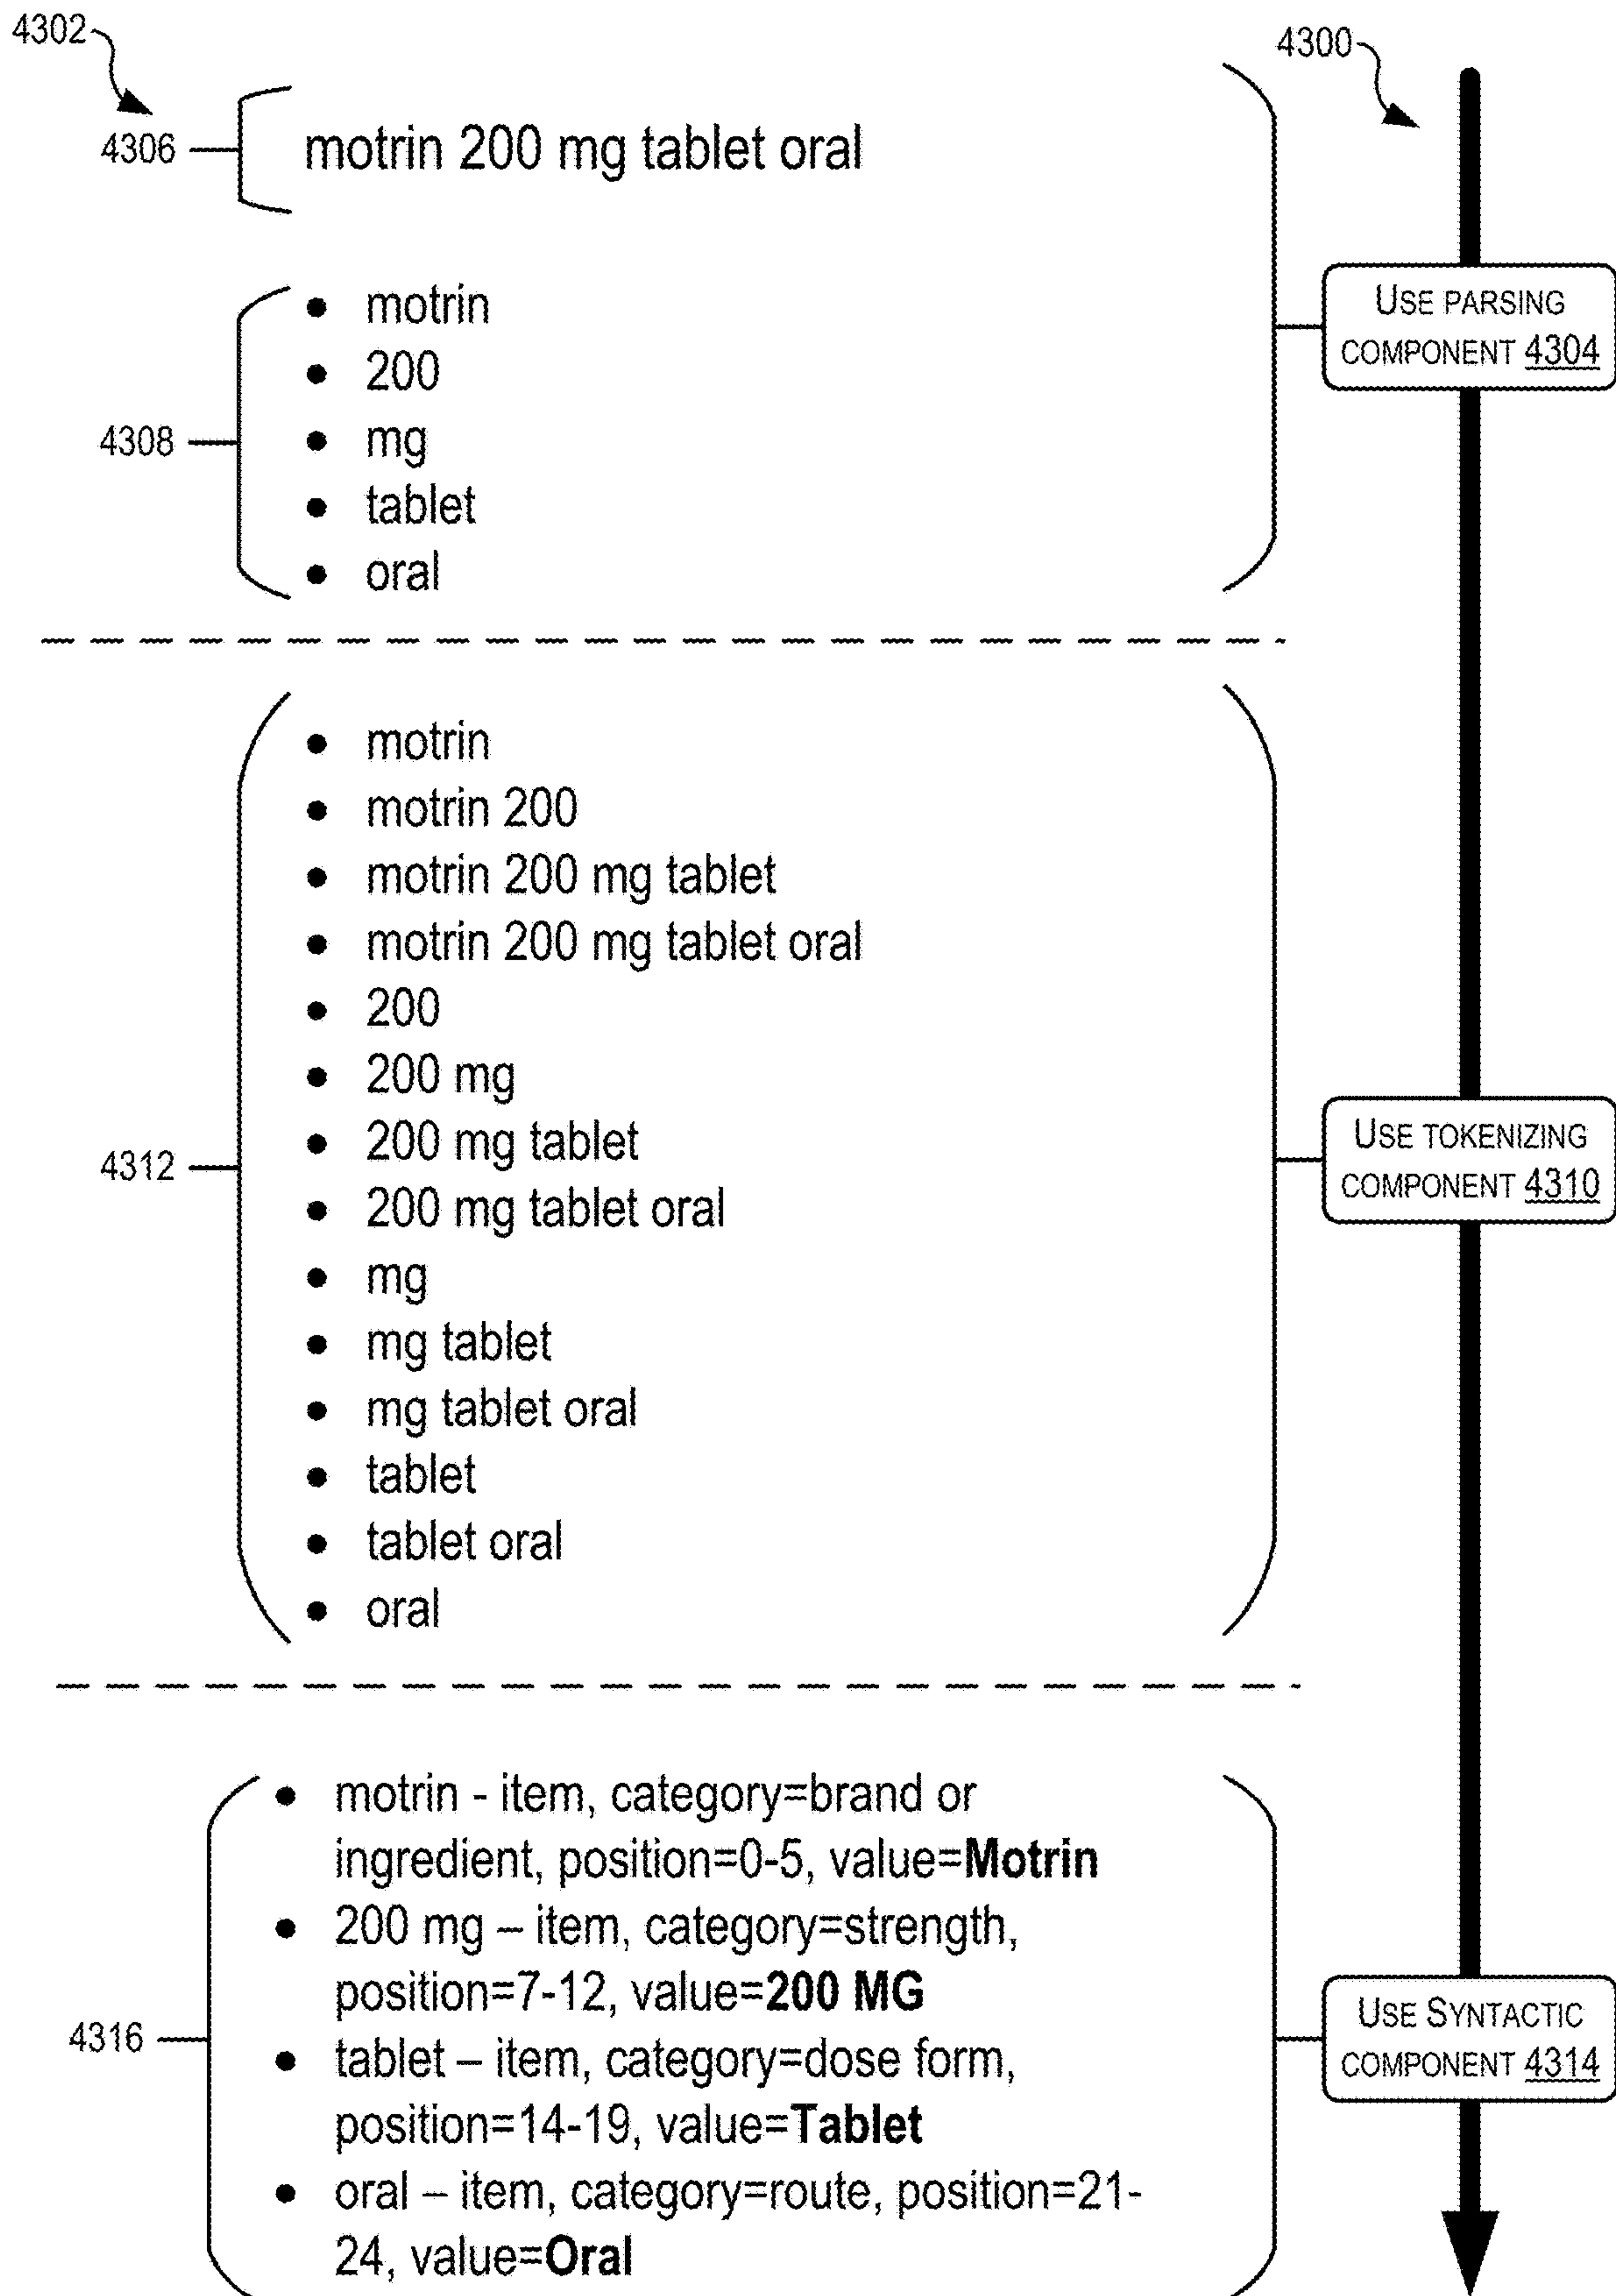 4302
4300
4306
motrin 200 mg tablet oral
• motrin
• 200
• mg
• tablet
• oral
4308
USE PARSING
COMPONENT 4304
• motrin
• motrin 200
• motrin 200 mg tablet
• motrin 200 mg tablet oral
• 200
• 200 mg
• 200 mg tablet
• 200 mg tablet oral
• mg
• mg tablet
• mg tablet oral
• tablet
• tablet oral
• oral
4312
USE TOKENIZING
COMPONENT 4310
• motrin - item, category=brand or
ingredient, position=0-5, value=Motrin
• 200 mg – item, category=strength,
position=7-12, value=200 MG
• tablet – item, category=dose form,
position=14-19, value=Tablet
• oral – item, category=route, position=21-
24, value=Oral
4316
USE SYNTACTIC
COMPONENT 4314